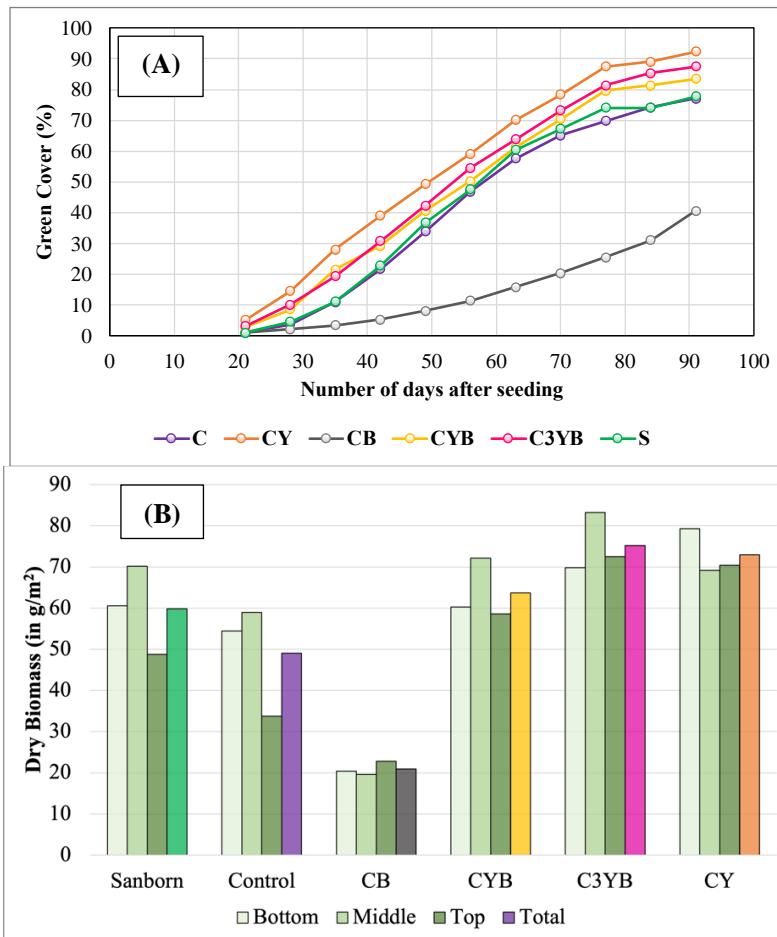 (A)
Green Cover (%)
100
90
80
70
60
50
40
30
20
10
0
0 10 20 30 40 50 60 70 80 90 100
Number of days after seeding
C CY CB CYB C3YB S
(B)
Dry Biomass (in g/m²)
90
80
70
60
50
40
30
20
10
0
Sanborn Control CB CYB C3YB CY
Bottom Middle Top Total